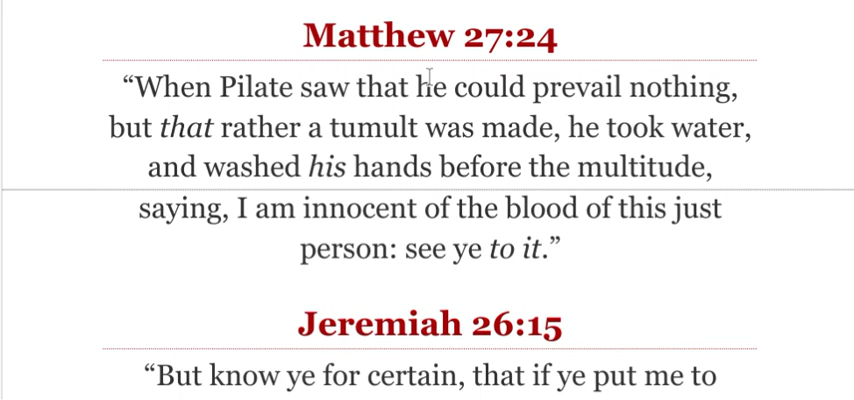 Matthew 27:24
“When Pilate saw that he could prevail nothing,
but that rather a tumult was made, he took water,
and washed his hands before the multitude,
saying, I am innocent of the blood of this just
person: see ye to it.”
Jeremiah 26:15
“But know ye for certain, that if ye put me to